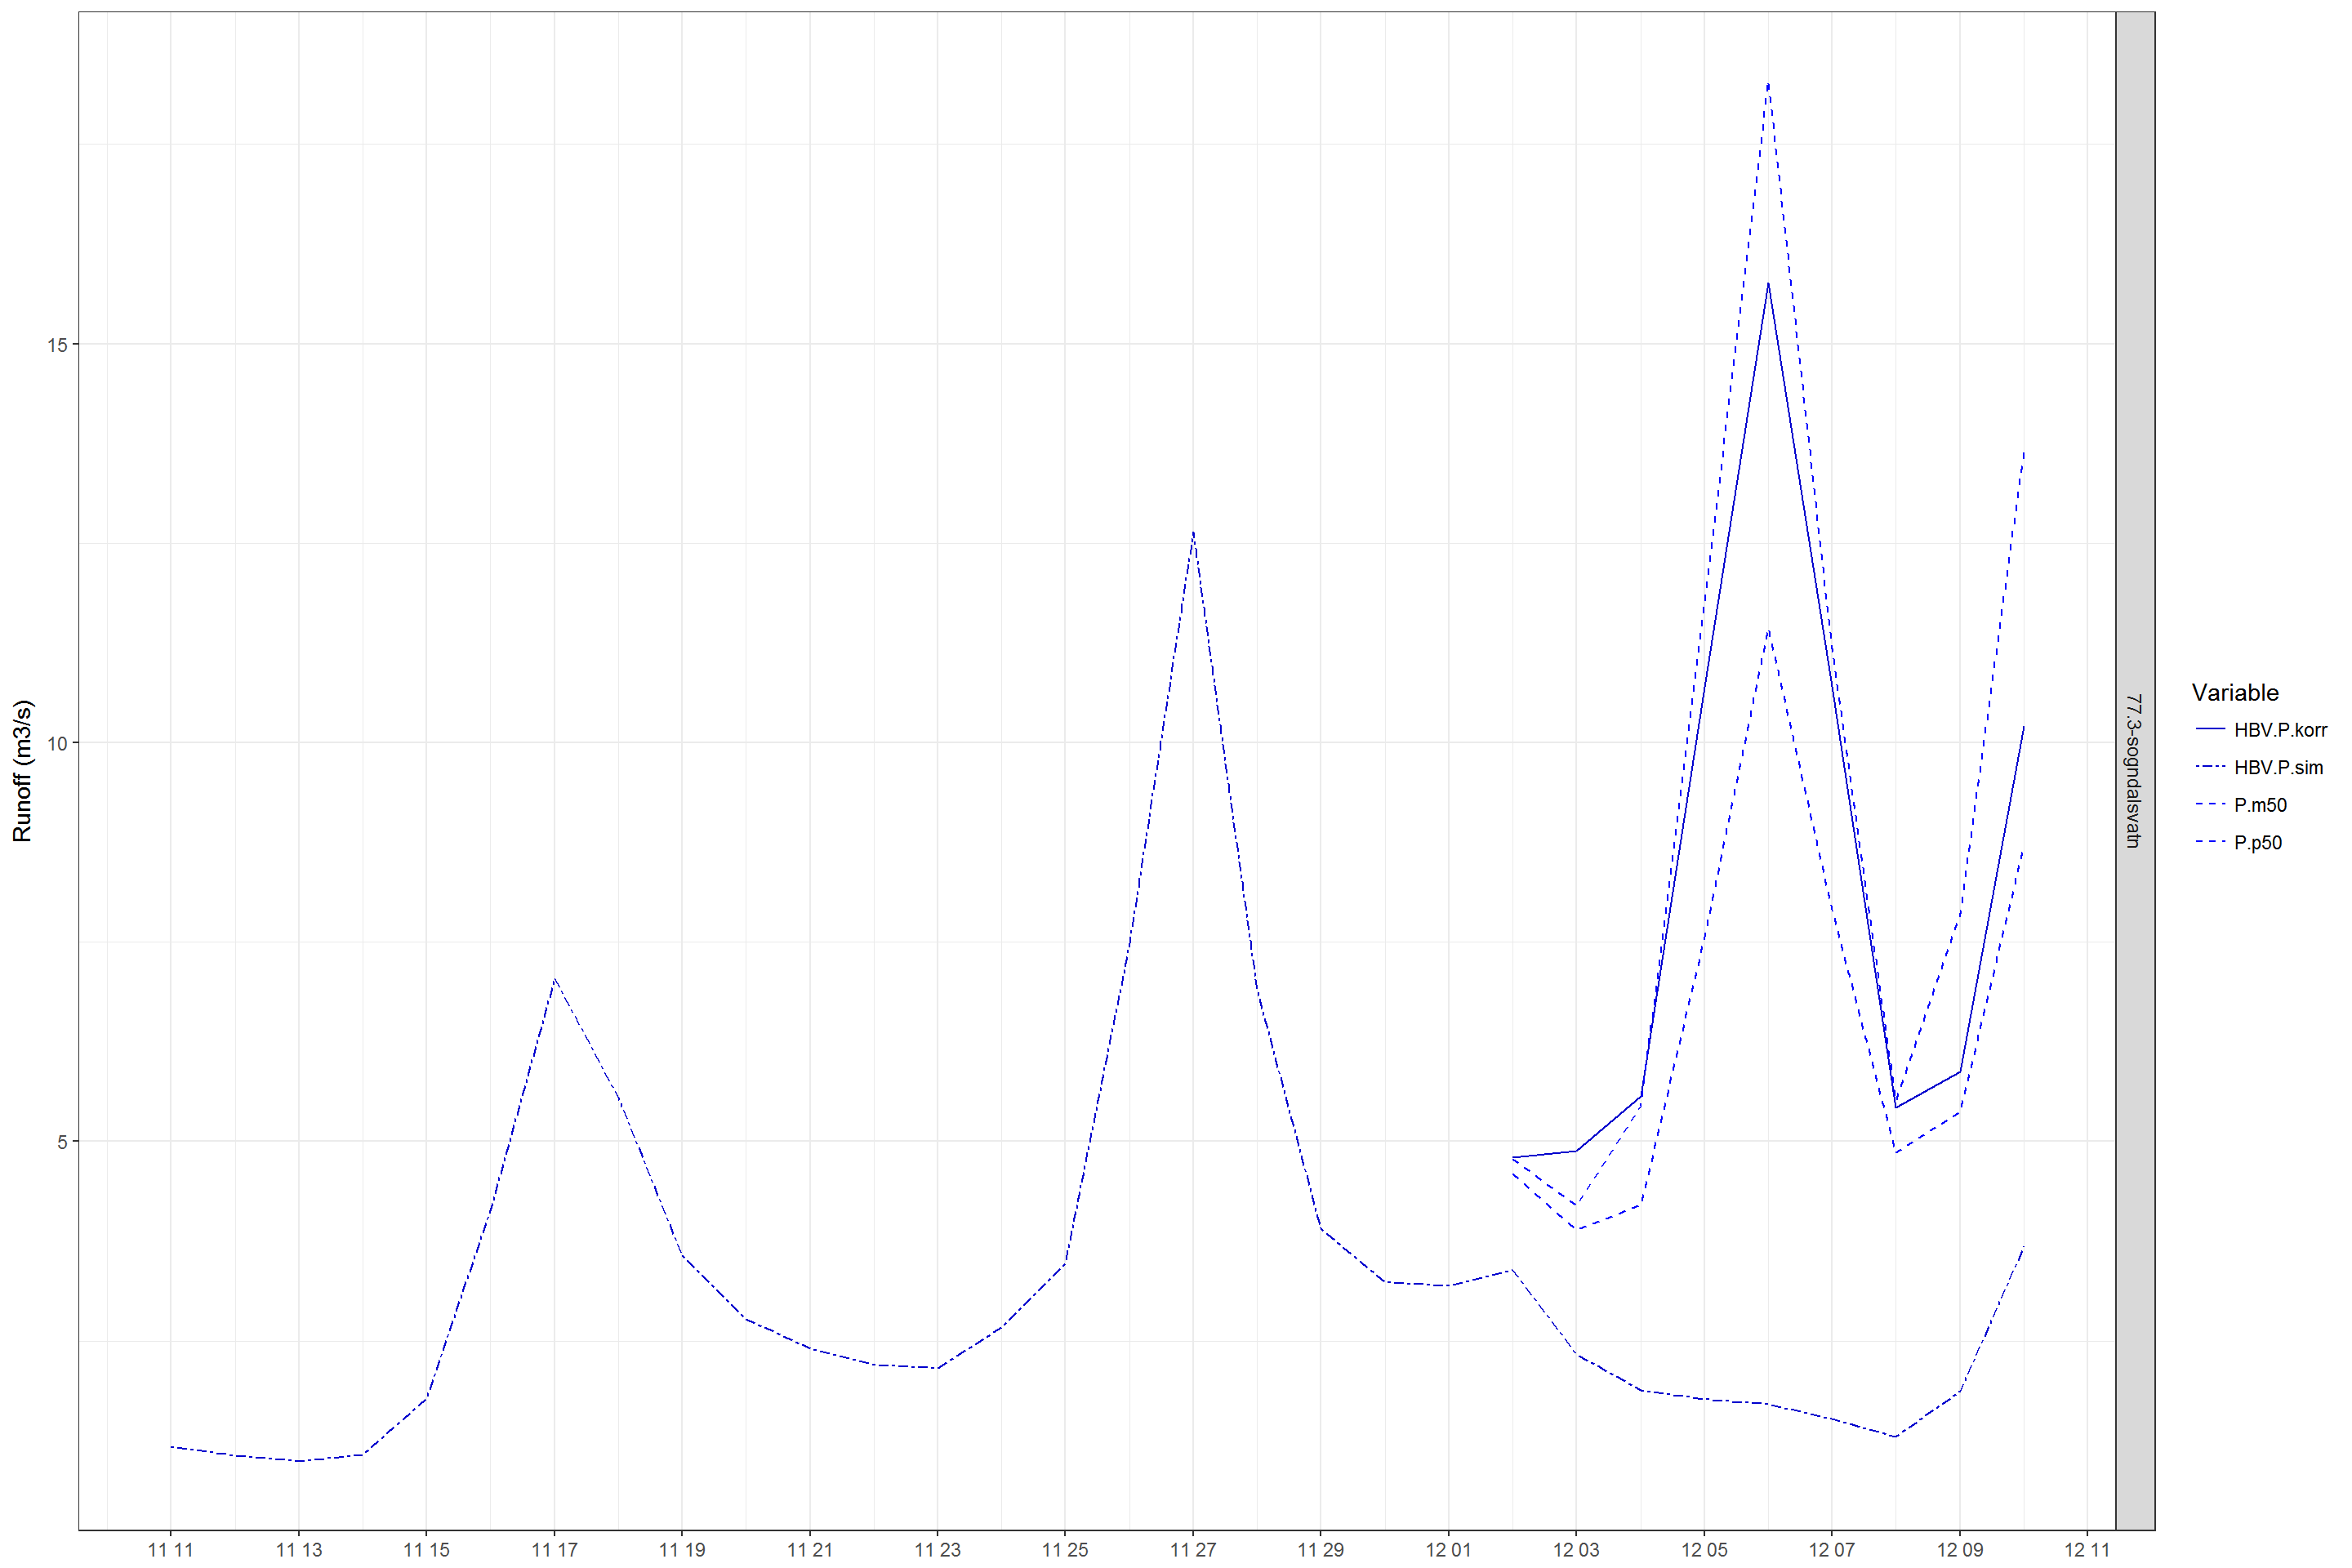 Runoff (m3/s)
15
10
5
11 11
11 13
11 15
11 17
11 19
11 21
11 23
11 25
11 27
11 29
12 01
12 03
12 05
12 07
12 09
12 11
77.3-sogndalsvatn
Variable
HBV.P.korr
HBV.P.sim
P.m50
P.p50